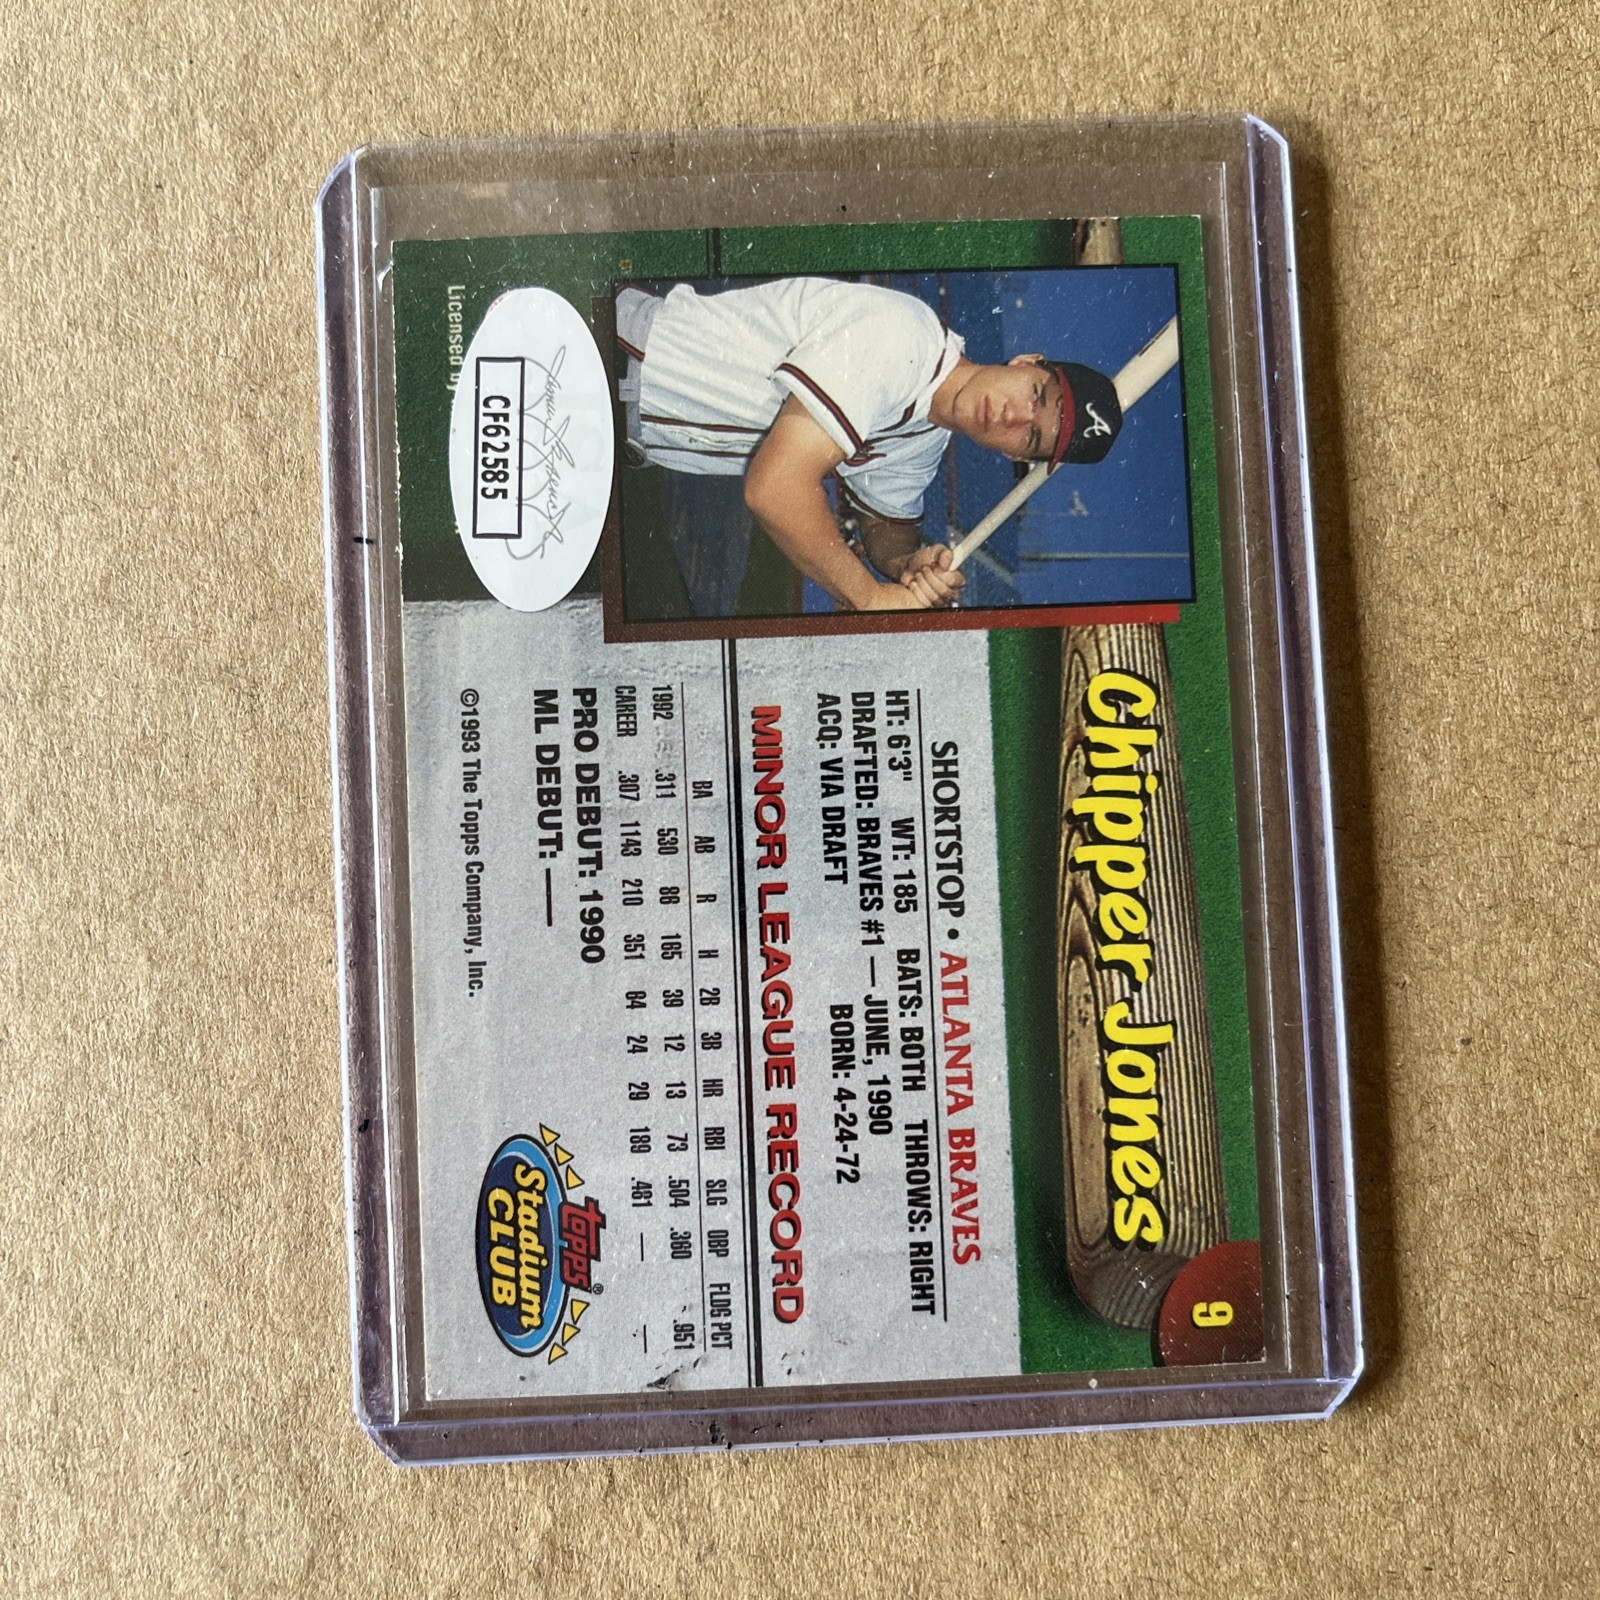 9
Chipper Jones
SHORTSTOP • ATLANTA BRAVES
HT: 6'3" WT: 185 BATS: BOTH THROWS: RIGHT
DRAFTED: BRAVES #1 — JUNE, 1990
ACQ: VIA DRAFT BORN: 4-24-72
MINOR LEAGUE RECORD
BA AB R H 2B 3B HR RBI SLG OBP FLDG PCT
1992 .311 530 86 165 39 12 13 73 .504 .360 .951
CAREER .307 1143 210 351 64 24 29 189 .481 — —
PRO DEBUT: 1990
ML DEBUT: —
©1993 The Topps Company, Inc.
TOPPS®
Stadium
CLUB
A
CF62585
Licensed by